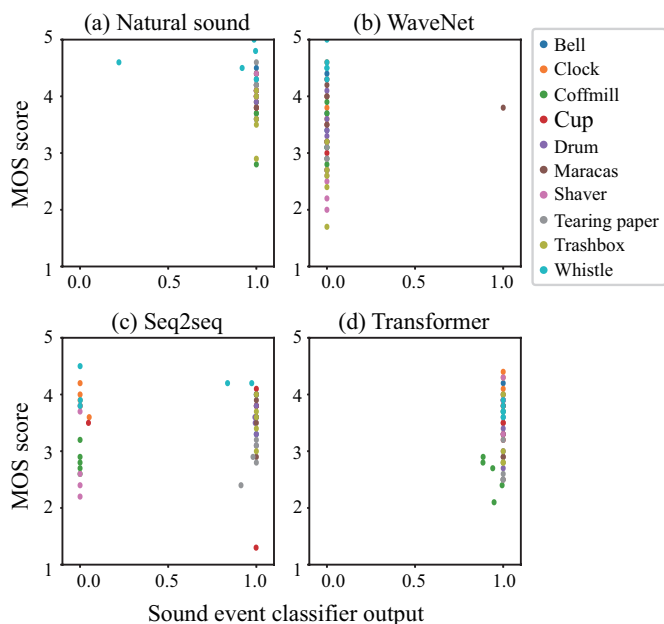 (a) Natural sound
(b) WaveNet
5
4
3
2
1
0.0
0.5
1.0
5
4
3
2
1
0.0
0.5
1.0
MOS score
Bell
Clock
Coffmill
Cup
Drum
Maracas
Shaver
Tearing paper
Trashbox
Whistle
(c) Seq2seq
(d) Transformer
5
4
3
2
1
0.0
0.5
1.0
5
4
3
2
1
0.0
0.5
1.0
MOS score
Sound event classifier output